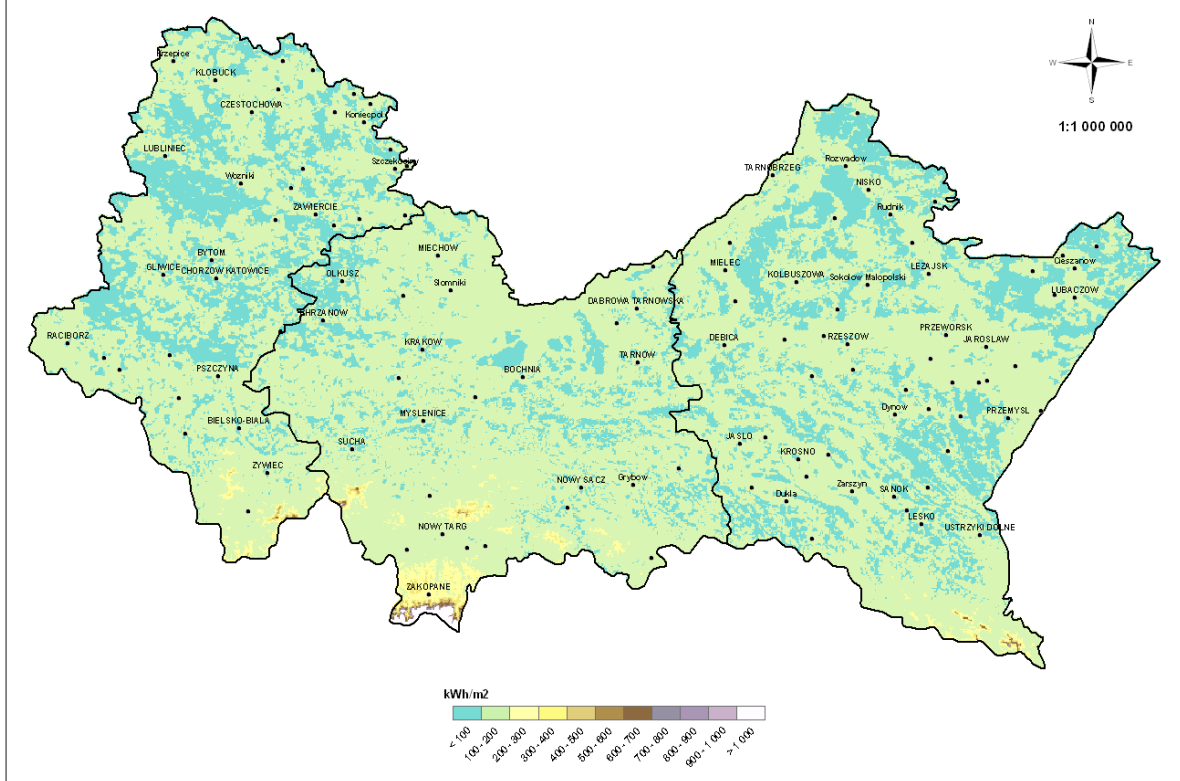 N
W E
S
1:1 000 000
Krzepice
KLOBUCK
CZESTOCHOWA
Koniecpol
LUBLINIEC
Szczekociny
Wozniki
ZAWIERCIE
BYTOM
GLIWICE
CHORZOW
KATOWICE
RACIBORZ
PSZCZYNA
BIELSKO-BIALA
ZYWIEC
MIECHOW
OLKUSZ
Slomniki
CHRZANOW
KRAKOW
DABROWA TARNOWSKA
TARNOW
BOCHNIA
MYSLENICE
SUCHA
NOWY SACZ
Grybow
NOWY TARG
ZAKOPANE
TARNOBRZEG
Rozwadow
NISKO
Rudnik
MIELEC
KOLBUSZOWA
Sokolow Malopolski
LEZAJSK
Cieszanow
LUBACZOW
DEBICA
RZESZOW
PRZEWORSK
JAROSLAW
Dynow
PRZEMYSL
JASLO
KROSNO
Dukla
Zarszyn
SANOK
LESKO
USTRZYKI DOLNE
kWh/m2
< 100
100 - 200
200 - 300
300 - 400
400 - 500
500 - 600
600 - 700
700 - 800
800 - 900
900 - 1 000
> 1 000